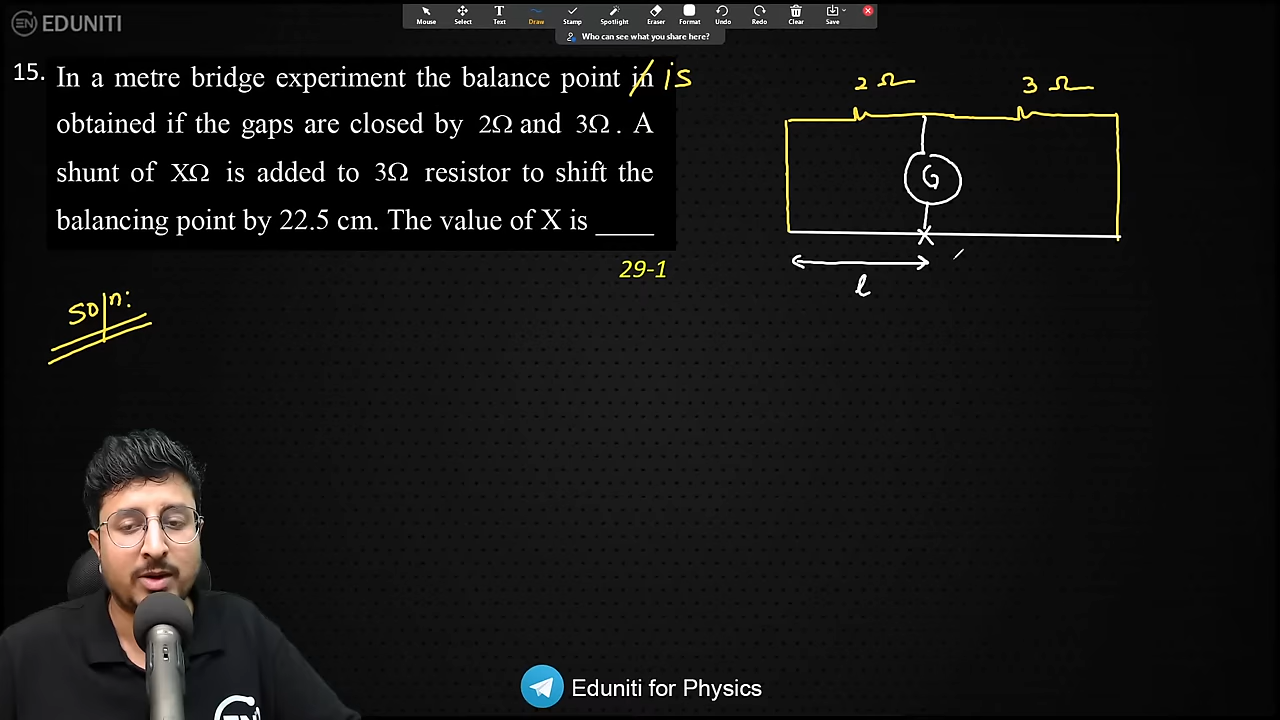 EDUNITI
Mouse Select Text Draw Stamp Spotlight Eraser Format Undo Redo Clear Save
Who can see what you share here?
15. In a metre bridge experiment the balance point in is
obtained if the gaps are closed by 2Ω and 3Ω. A
shunt of XΩ is added to 3Ω resistor to shift the
balancing point by 22.5 cm. The value of X is ____
29-1
2 Ω 3 Ω
G
l
Soln:
Eduniti for Physics